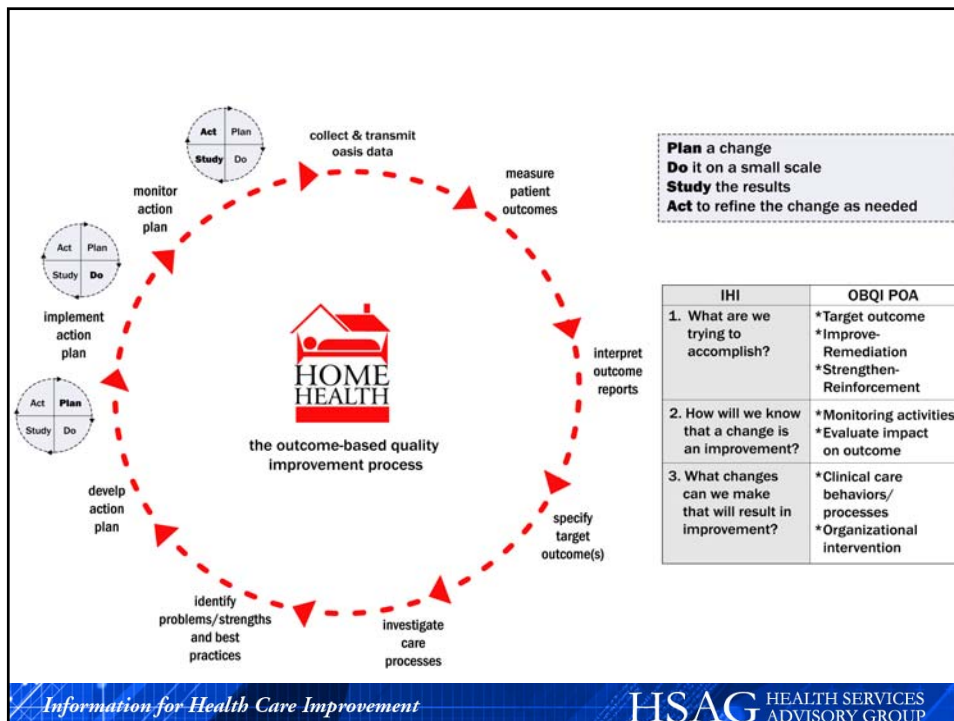 Act Plan
Study Do
collect & transmit
oasis data
measure
patient
outcomes
interpret
outcome
reports
specify
target
outcome(s)
investigate
care
processes
identify
problems/strengths
and best
practices
develp
action
plan
Act Plan
Study Do
implement
action
plan
Act Plan
Study Do
monitor
action
plan
HOME
HEALTH
the outcome-based quality
improvement process
Plan a change
Do it on a small scale
Study the results
Act to refine the change as needed
IHI
OBQI POA
1. What are we
trying to
accomplish?
*Target outcome
*Improve-
Remediation
*Strengthen-
Reinforcement
2. How will we know
that a change is
an improvement?
*Monitoring activities
*Evaluate impact
on outcome
3. What changes
can we make
that will result in
improvement?
*Clinical care
behaviors/
processes
*Organizational
intervention
Information for Health Care Improvement
HSAG HEALTH SERVICES
ADVISORY GROUP